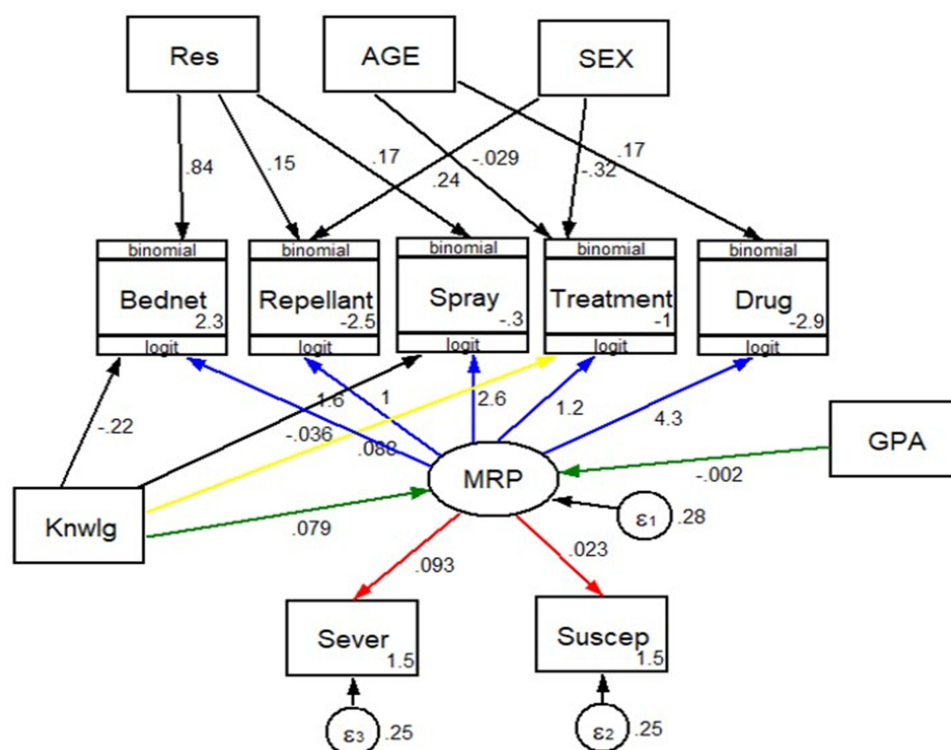 Res
AGE
SEX
.84
.15
.17
.24
-.029
-.32
.17
binomial
binomial
binomial
binomial
binomial
Bednet
2.3
Repellant
-2.5
Spray
-.3
Treatment
-1
Drug
-2.9
logit
logit
logit
logit
logit
-.22
1.6
1
2.6
1.2
4.3
-.036
.088
GPA
MRP
-.002
Knwlg
.079
ε1
.28
.093
.023
Sever
1.5
Suscep
1.5
ε3
.25
ε2
.25